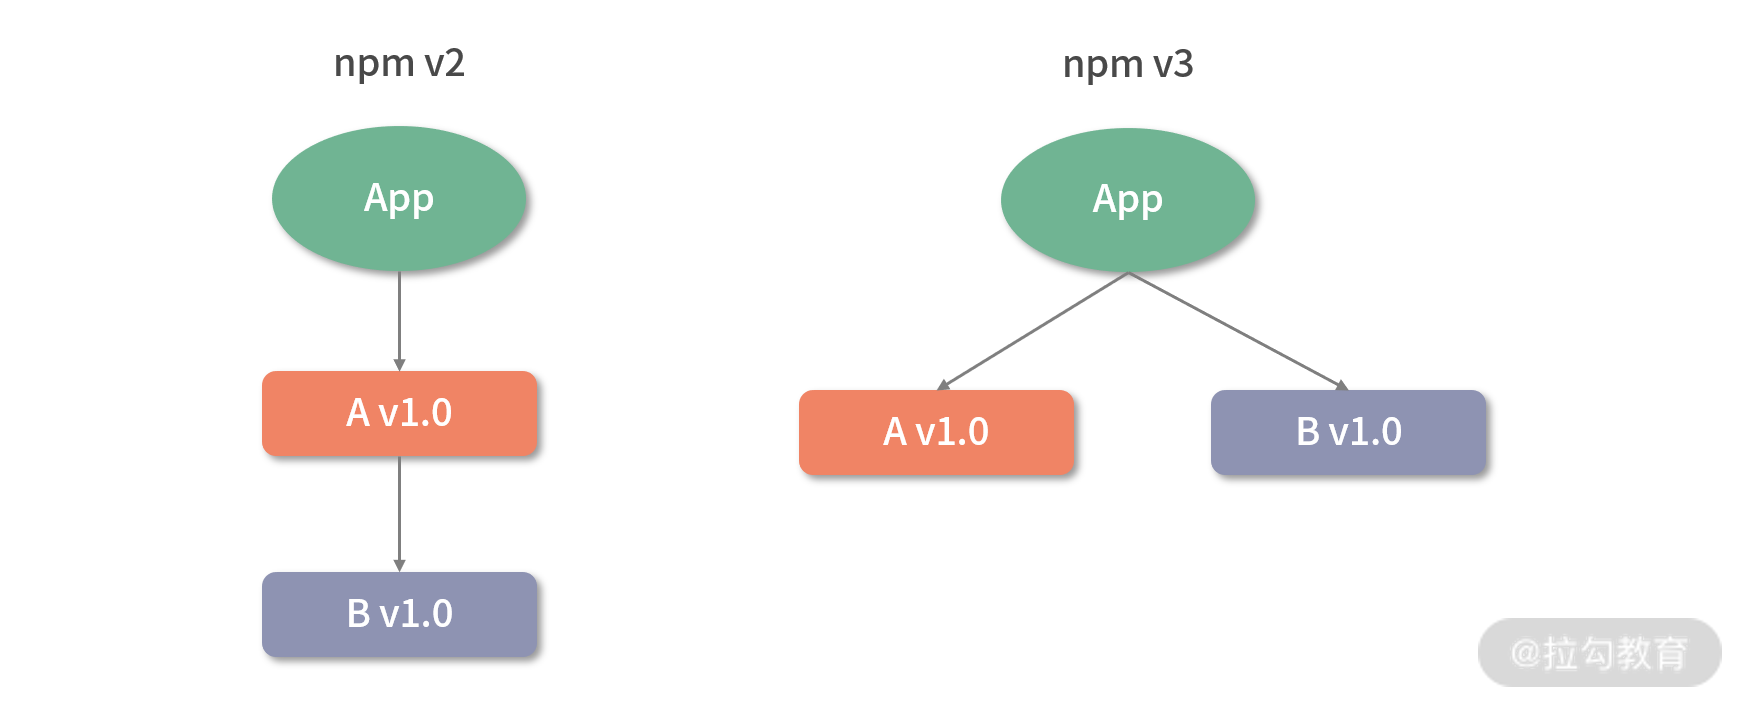 npm v2
App
A v1.0
B v1.0
npm v3
App
A v1.0
B v1.0
@拉勾教育